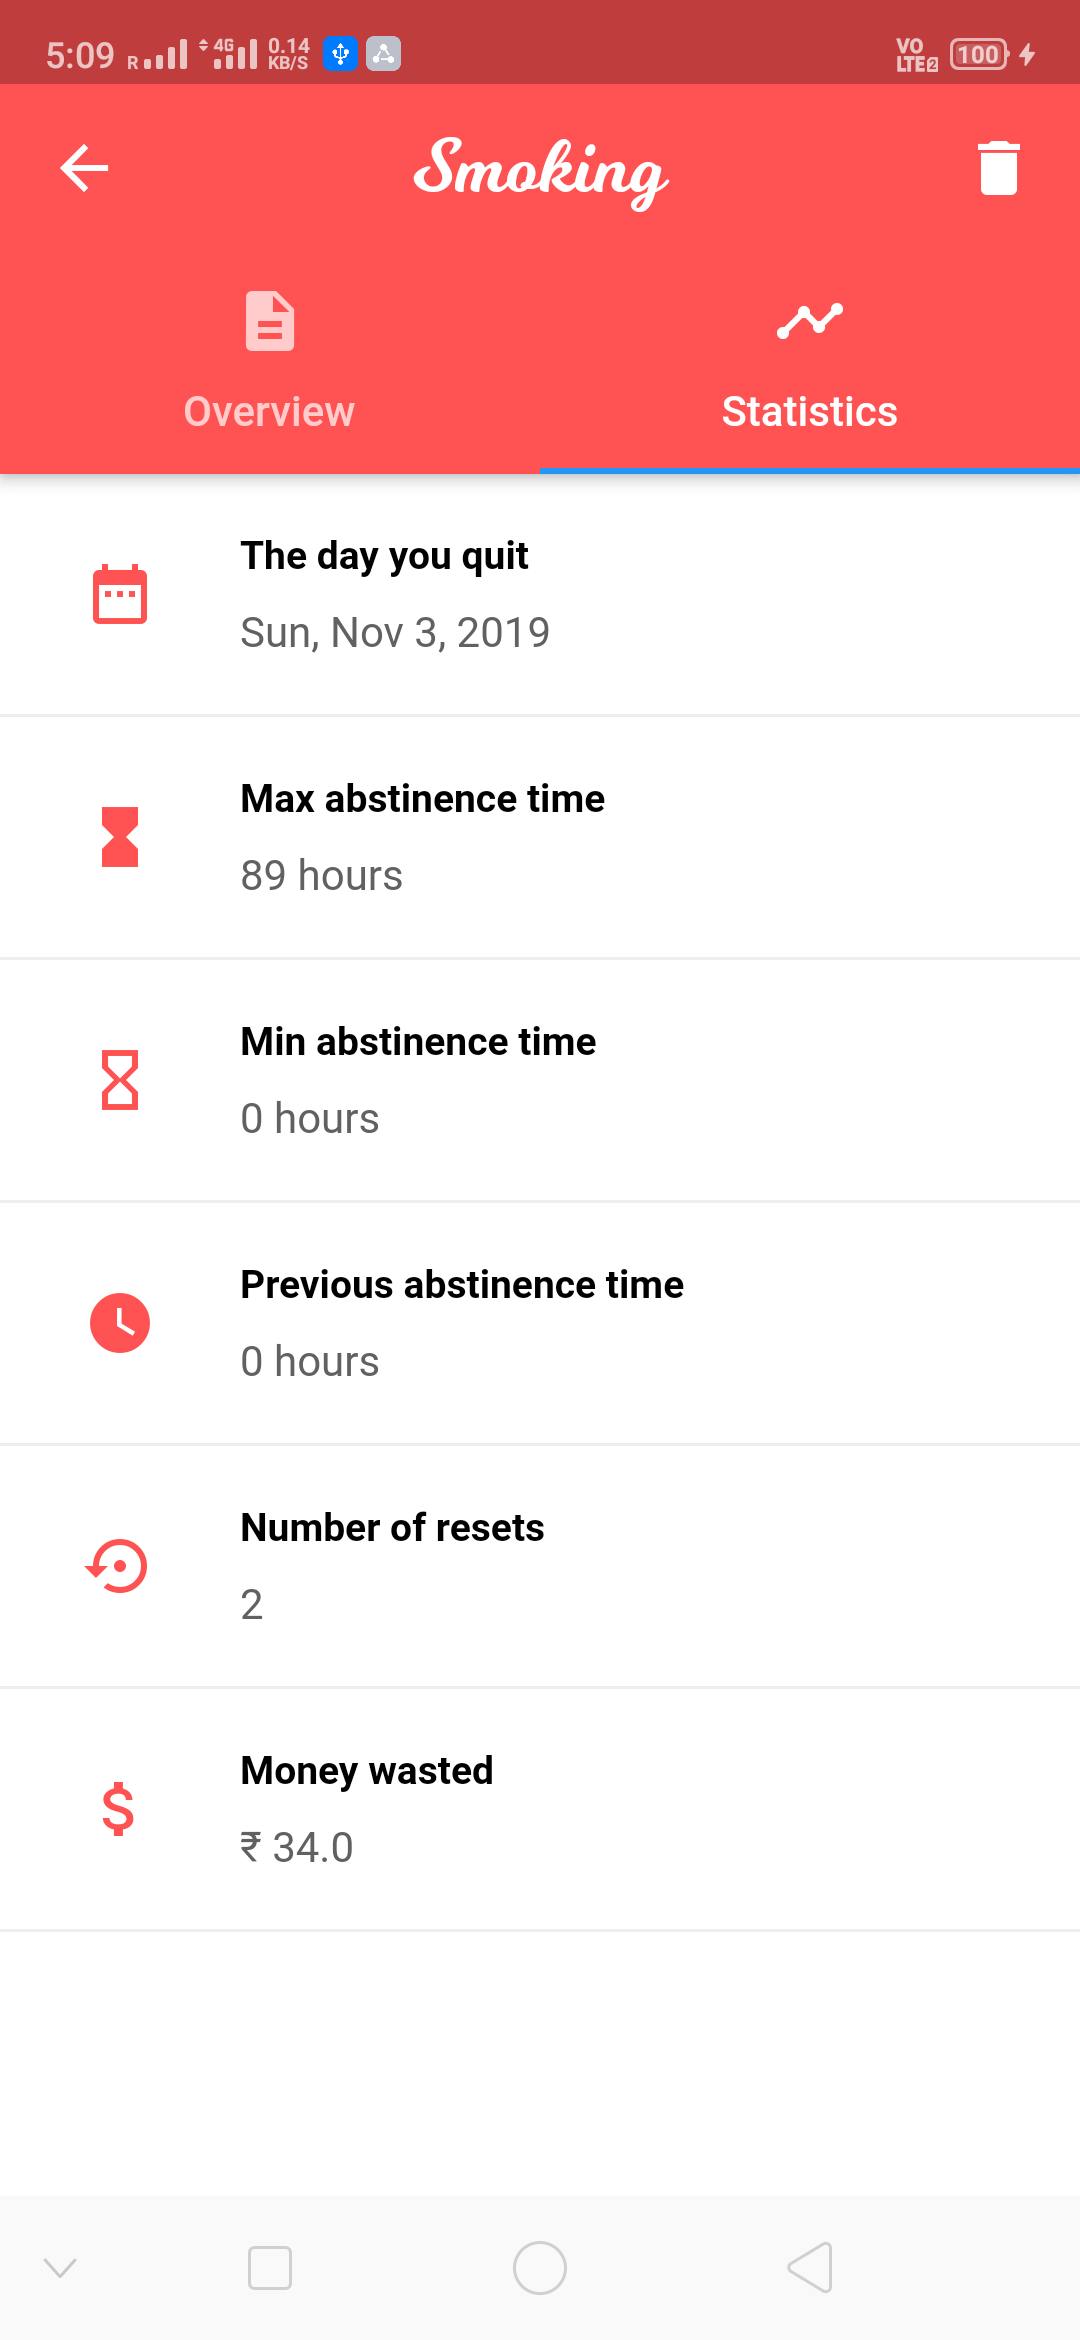 5:09 R 4G 0.14 KB/S VO LTE 2 100
Smoking
Overview Statistics
The day you quit
Sun, Nov 3, 2019
Max abstinence time
89 hours
Min abstinence time
0 hours
Previous abstinence time
0 hours
Number of resets
2
Money wasted
₹ 34.0